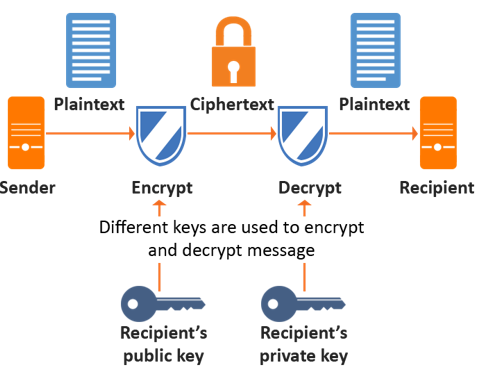 Plaintext
Ciphertext
Plaintext
Sender
Encrypt
Decrypt
Recipient
Different keys are used to encrypt
and decrypt message
Recipient's
public key
Recipient's
private key